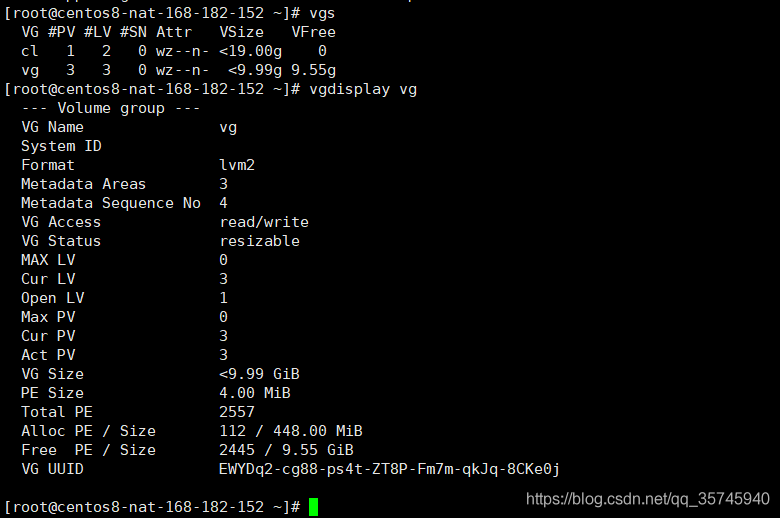 [root@centos8-nat-168-182-152 ~]# vgs
  VG #PV #LV #SN Attr   VSize   VFree
  cl   1   2   0 wz--n- <19.00g    0
  vg   3   3   0 wz--n-  <9.99g 9.55g
[root@centos8-nat-168-182-152 ~]# vgdisplay vg
  --- Volume group ---
  VG Name               vg
  System ID
  Format                lvm2
  Metadata Areas        3
  Metadata Sequence No  4
  VG Access             read/write
  VG Status             resizable
  MAX LV                0
  Cur LV                3
  Open LV               1
  Max PV                0
  Cur PV                3
  Act PV                3
  VG Size               <9.99 GiB
  PE Size               4.00 MiB
  Total PE              2557
  Alloc PE / Size       112 / 448.00 MiB
  Free  PE / Size       2445 / 9.55 GiB
  VG UUID               EWYDq2-cg88-ps4t-ZT8P-Fm7m-qkJq-8CKe0j
[root@centos8-nat-168-182-152 ~]#
https://blog.csdn.net/qq_35745940